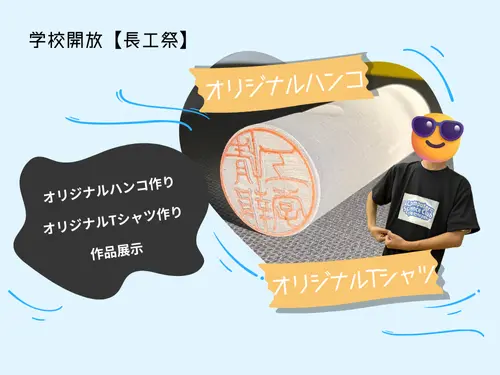 学校開放【長工祭】
オリジナルハンコ
オリジナルハンコ作り
オリジナルTシャツ作り
作品展示
オリジナルTシャツ